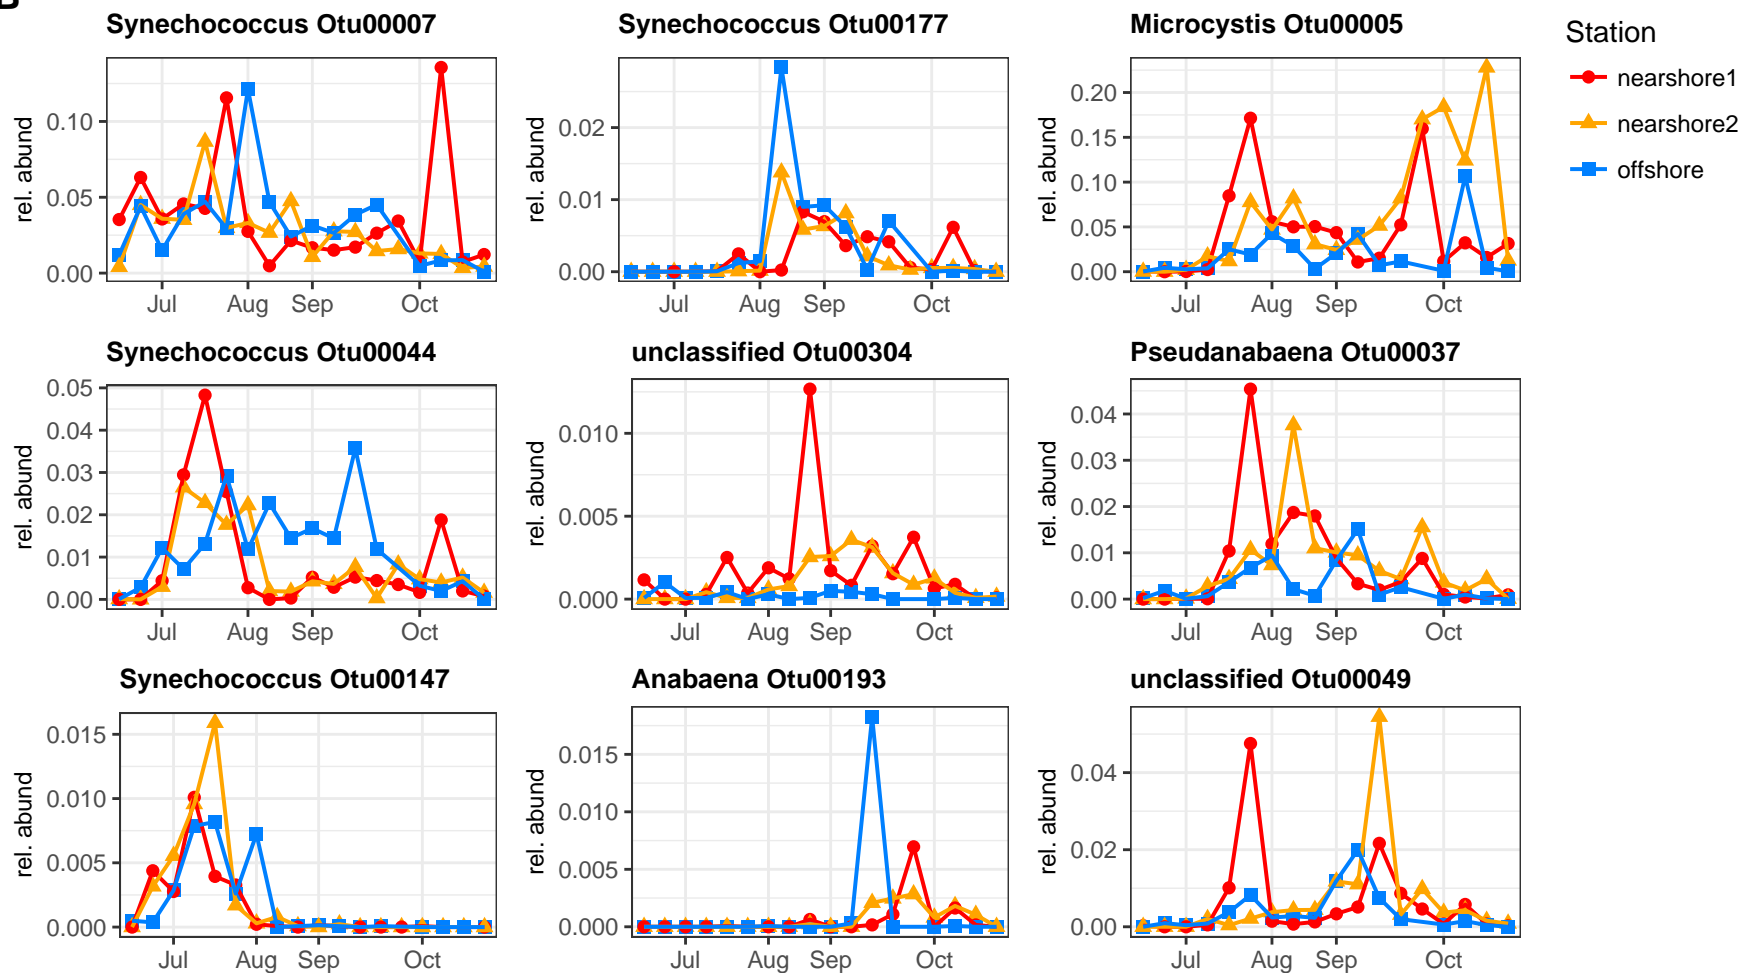 B
Synechococcus Otu00007
Synechococcus Otu00177
Microcystis Otu00005
Station
nearshore1
nearshore2
offshore
rel. abund
0.10
0.05
0.00
Jul Aug Sep Oct
rel. abund
0.02
0.01
0.00
Jul Aug Sep Oct
rel. abund
0.20
0.15
0.10
0.05
0.00
Jul Aug Sep Oct
Synechococcus Otu00044
unclassified Otu00304
Pseudanabaena Otu00037
rel. abund
0.05
0.04
0.03
0.02
0.01
0.00
Jul Aug Sep Oct
rel. abund
0.010
0.005
0.000
Jul Aug Sep Oct
rel. abund
0.04
0.03
0.02
0.01
0.00
Jul Aug Sep Oct
Synechococcus Otu00147
Anabaena Otu00193
unclassified Otu00049
rel. abund
0.015
0.010
0.005
0.000
Jul Aug Sep Oct
rel. abund
0.015
0.010
0.005
0.000
Jul Aug Sep Oct
rel. abund
0.04
0.02
0.00
Jul Aug Sep Oct